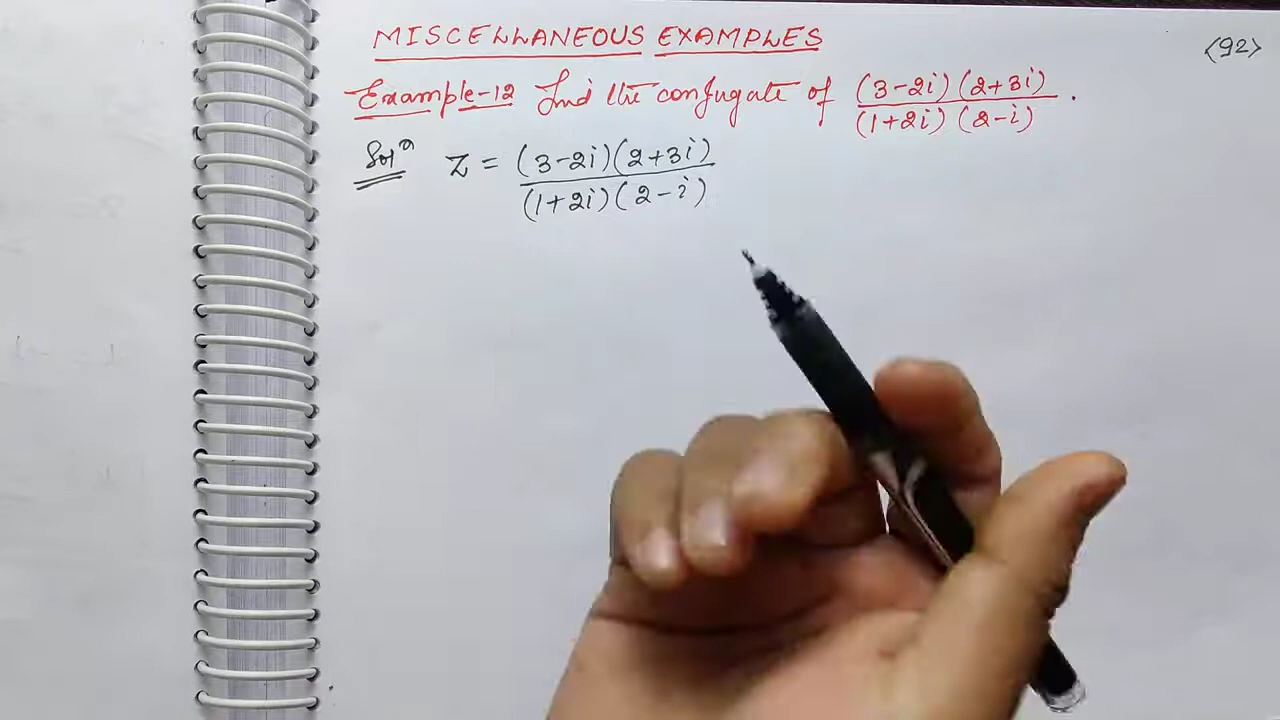 MISCELLANEOUS EXAMPLES
<92>
Example-12 Find the conjugate of (3-2i)(2+3i)
(1+2i)(2-i) .
Solⁿ Z = (3-2i)(2+3i)
(1+2i)(2-i)